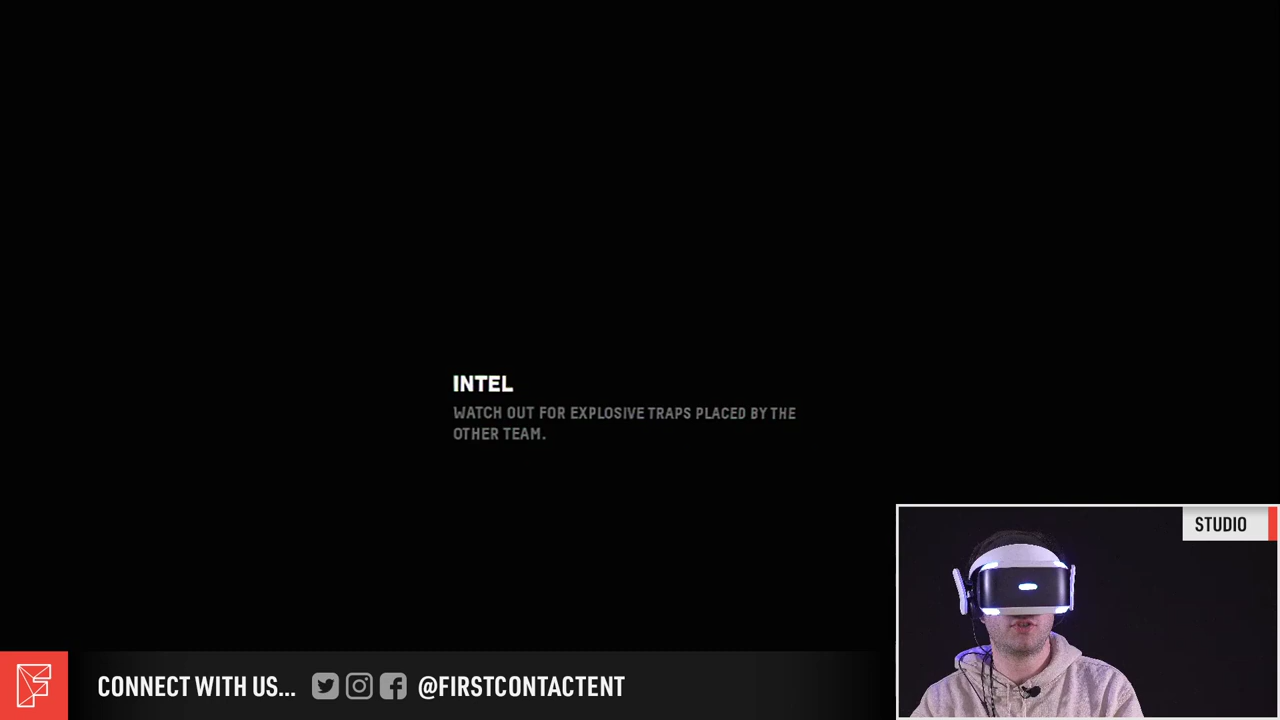 INTEL
WATCH OUT FOR EXPLOSIVE TRAPS PLACED BY THE
OTHER TEAM.
STUDIO
CONNECT WITH US... @FIRSTCONTACTENT